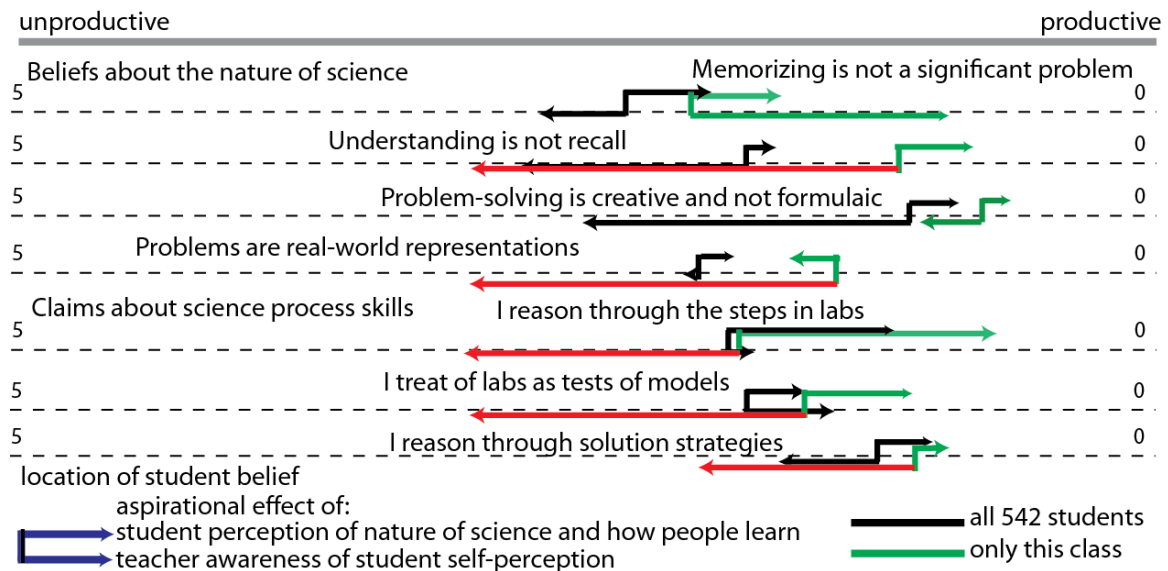 unproductive productive
Beliefs about the nature of science Memorizing is not a significant problem
5 0
Understanding is not recall
5 0
Problem-solving is creative and not formulaic
5 0
Problems are real-world representations
5 0
Claims about science process skills I reason through the steps in labs
5 0
I treat of labs as tests of models
5 0
I reason through solution strategies
5 0
location of student belief
aspirational effect of:
student perception of nature of science and how people learn
teacher awareness of student self-perception
all 542 students
only this class